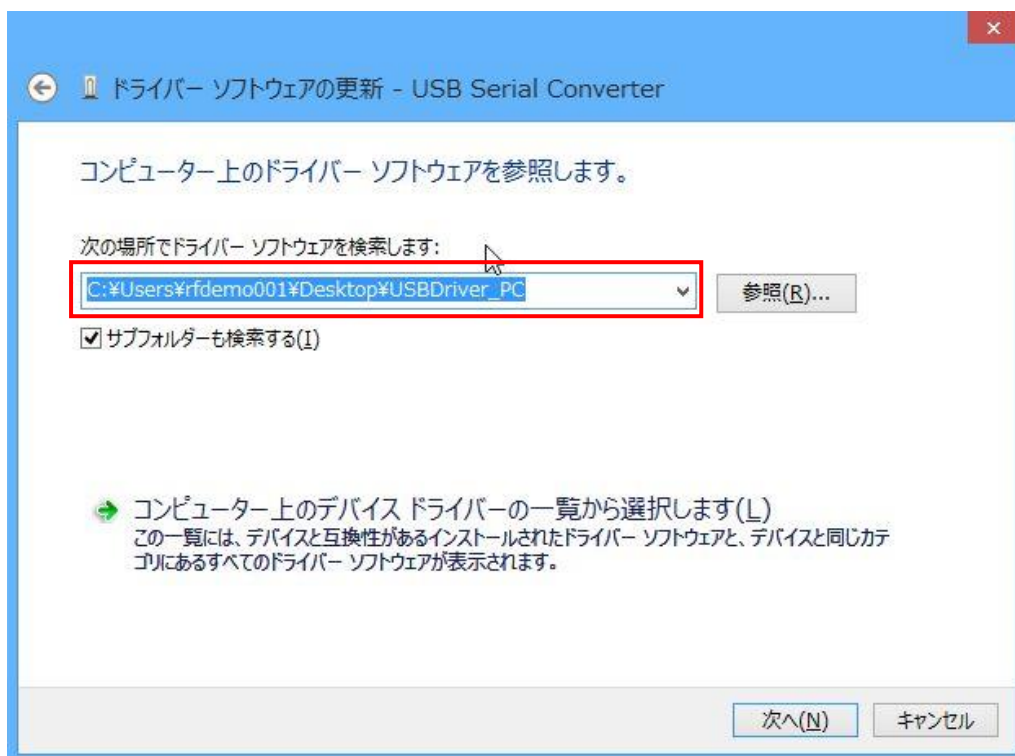 ドライバー ソフトウェアの更新 - USB Serial Converter
コンピューター上のドライバー ソフトウェアを参照します。
次の場所でドライバー ソフトウェアを検索します:
C:¥Users¥rfdemo001¥Desktop¥USBDriver_PC
参照(R)...
サブフォルダーも検索する(I)
コンピューター上のデバイス ドライバーの一覧から選択します(L)
この一覧には、デバイスと互換性があるインストールされたドライバー ソフトウェアと、デバイスと同じカテ
ゴリにあるすべてのドライバー ソフトウェアが表示されます。
次へ(N)
キャンセル